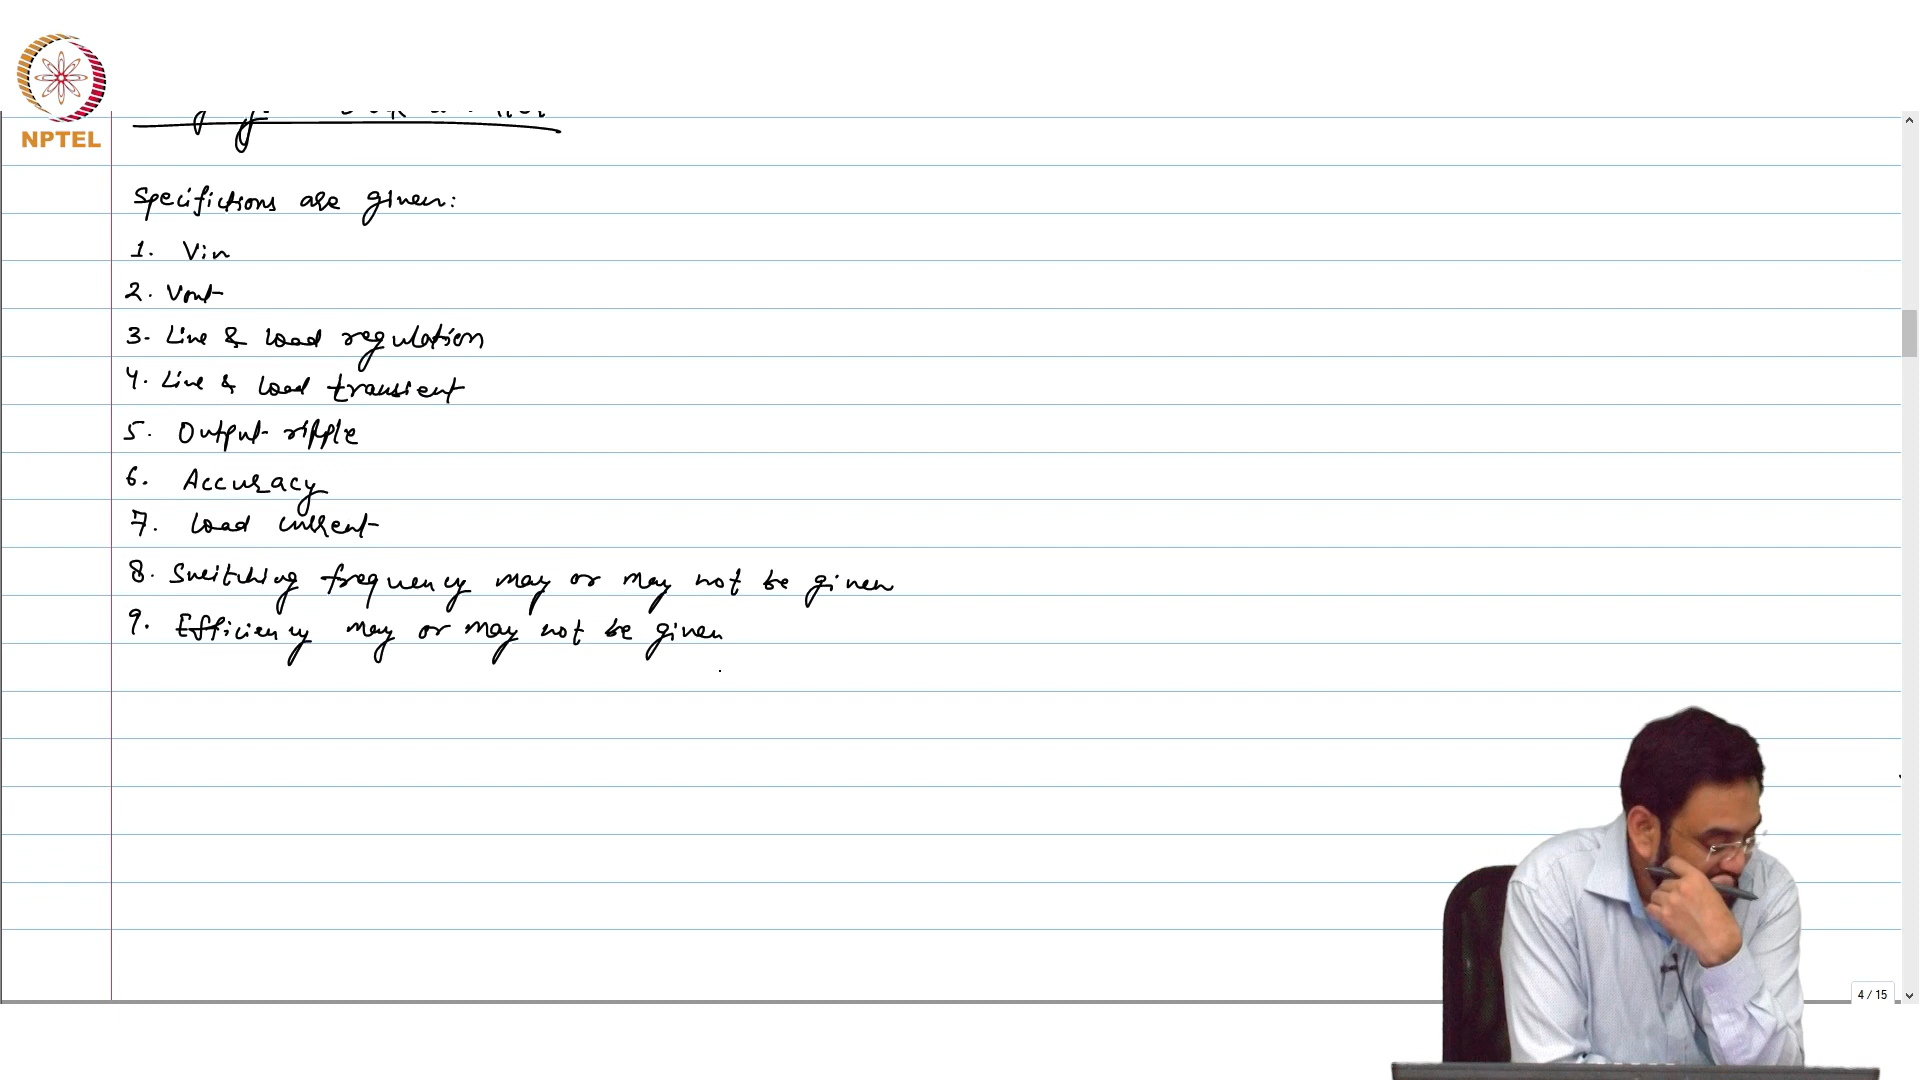 NPTEL
Specifictions are given:
1. Vin
2. Vout
3. Line & load regulation
4. Line & load transient
5. Output ripple
6. Accuracy
7. load current
8. Switching frequency may or may not be given
9. Efficiency may or may not be given
4 / 15